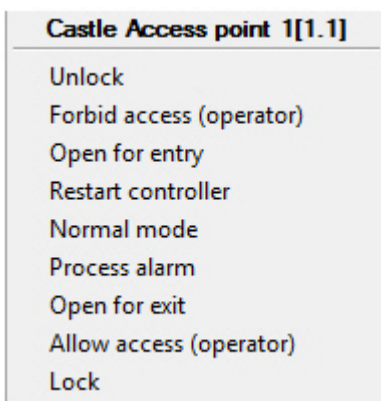 Castle Access point 1[1.1]
Unlock
Forbid access (operator)
Open for entry
Restart controller
Normal mode
Process alarm
Open for exit
Allow access (operator)
Lock